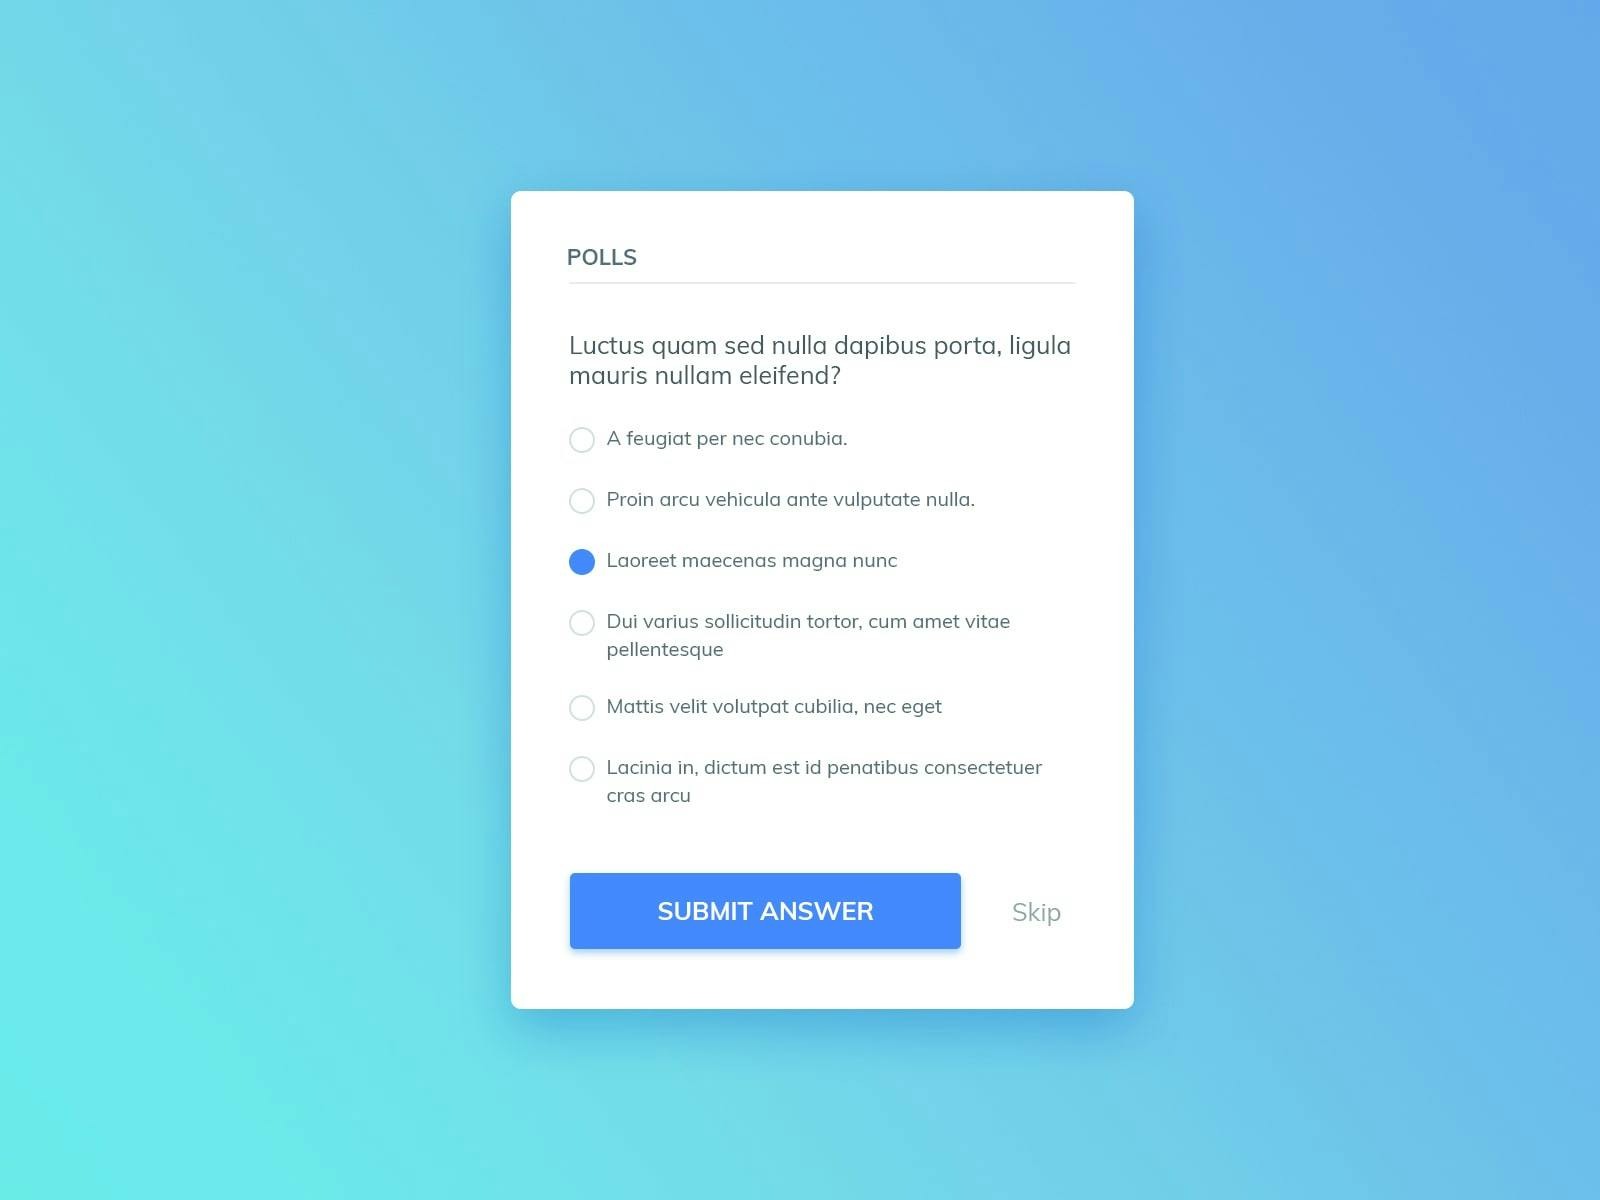 POLLS
Luctus quam sed nulla dapibus porta, ligula
mauris nullam eleifend?
A feugiat per nec conubia.
Proin arcu vehicula ante vulputate nulla.
Laoreet maecenas magna nunc
Dui varius sollicitudin tortor, cum amet vitae
pellentesque
Mattis velit volutpat cubilia, nec eget
Lacinia in, dictum est id penatibus consectetuer
cras arcu
SUBMIT ANSWER
Skip